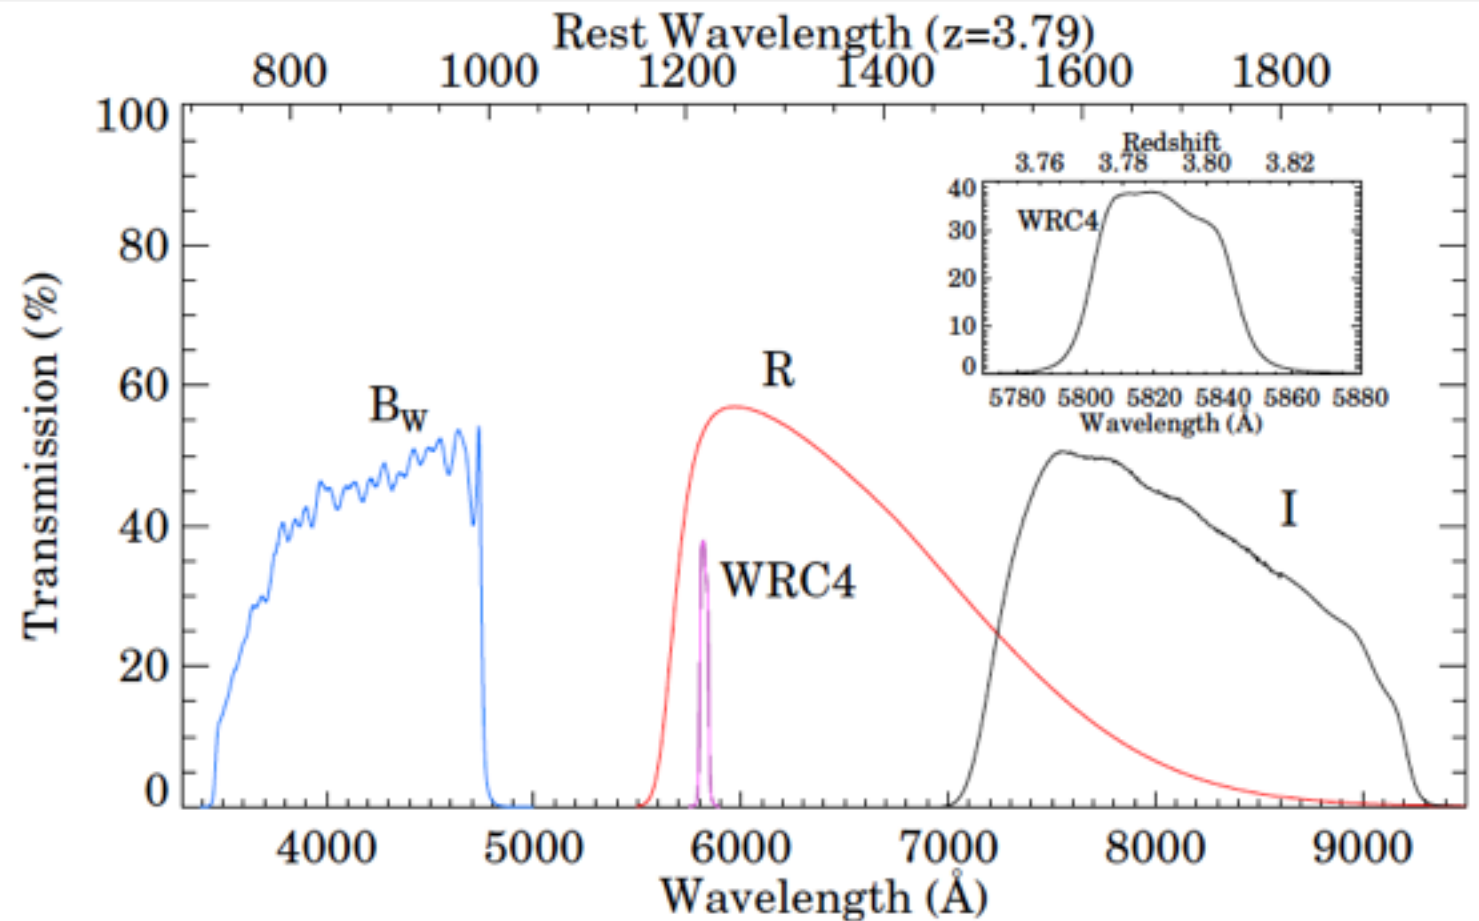 Rest Wavelength (z=3.79)
800 1000 1200 1400 1600 1800
100
80
60
40
20
0
Transmission (%)
B_W
R
WRC4
I
Redshift
3.76 3.78 3.80 3.82
40
30
20
10
0
WRC4
5780 5800 5820 5840 5860 5880
Wavelength (Å)
4000 5000 6000 7000 8000 9000
Wavelength (Å)